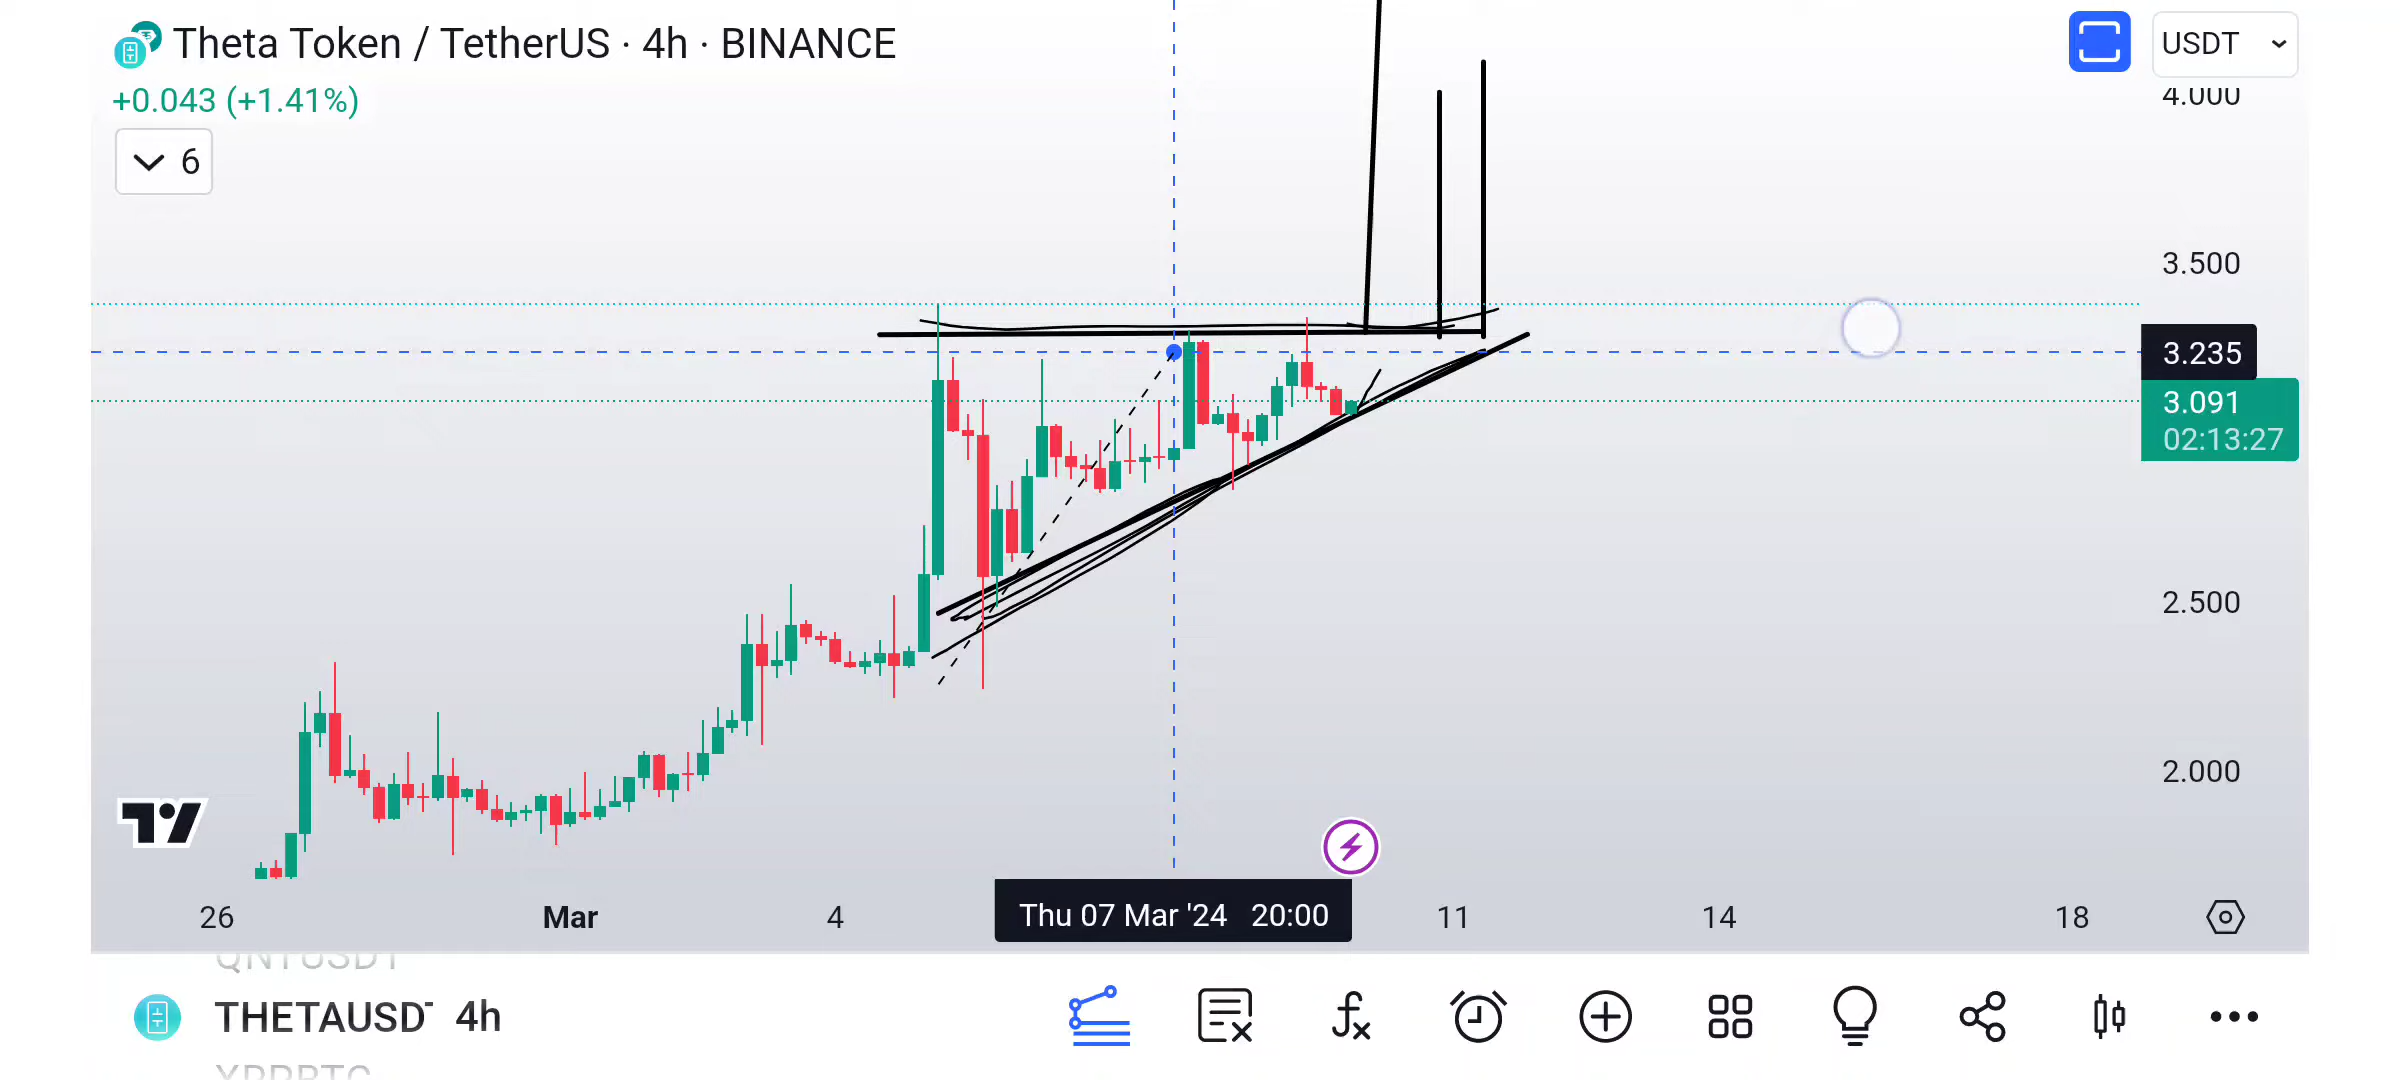 Theta Token / TetherUS · 4h · BINANCE
USDT
+0.043 (+1.41%)
4.000
6
3.500
3.235
3.091
02:13:27
2.500
2.000
26 Mar 4 Thu 07 Mar '24 20:00 11 14 18
QNTUSDT
THETAUSDT 4h
XRPBTC